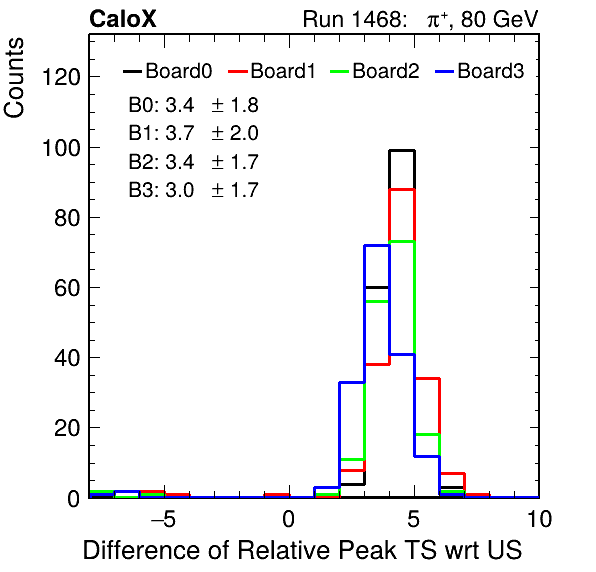 CaloX Run 1468: π⁺, 80 GeV
Counts
Board0 Board1 Board2 Board3
B0: 3.4 ± 1.8
B1: 3.7 ± 2.0
B2: 3.4 ± 1.7
B3: 3.0 ± 1.7
120
100
80
60
40
20
0
−5 0 5 10
Difference of Relative Peak TS wrt US